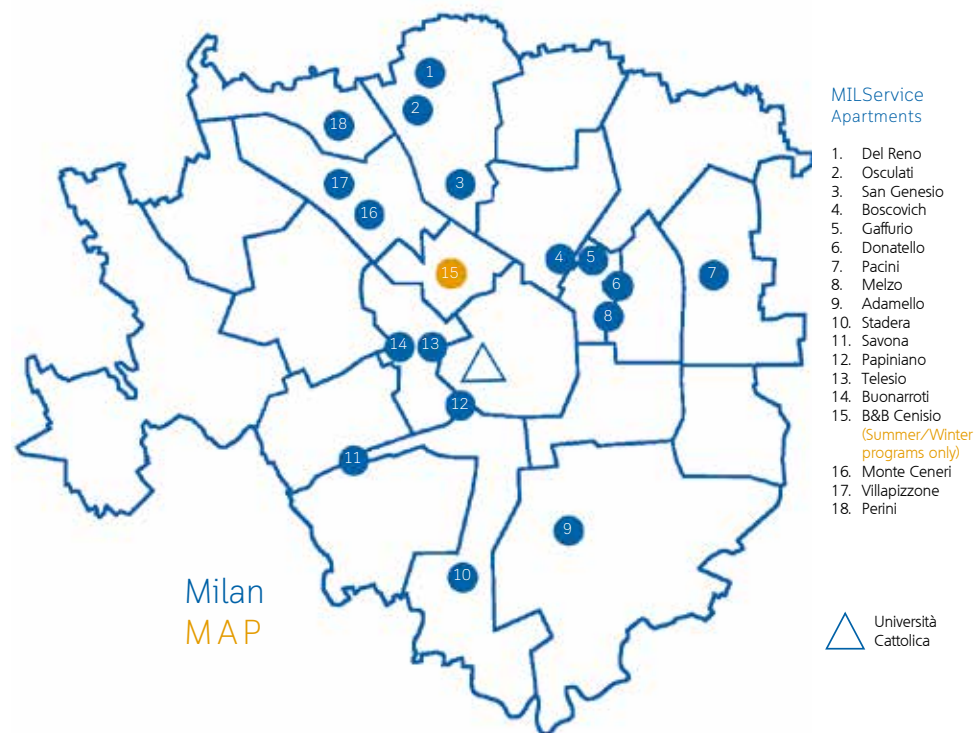 1
2
18
17
3
16
4
5
15
6
7
8
14
13
12
11
9
10
Milan
MAP
MILService
Apartments
1. Del Reno
2. Osculati
3. San Genesio
4. Boscovich
5. Gaffurio
6. Donatello
7. Pacini
8. Melzo
9. Adamello
10. Stadera
11. Savona
12. Papiniano
13. Telesio
14. Buonarroti
15. B&B Cenisio
(Summer/Winter
programs only)
16. Monte Ceneri
17. Villapizzone
18. Perini
Università
Cattolica